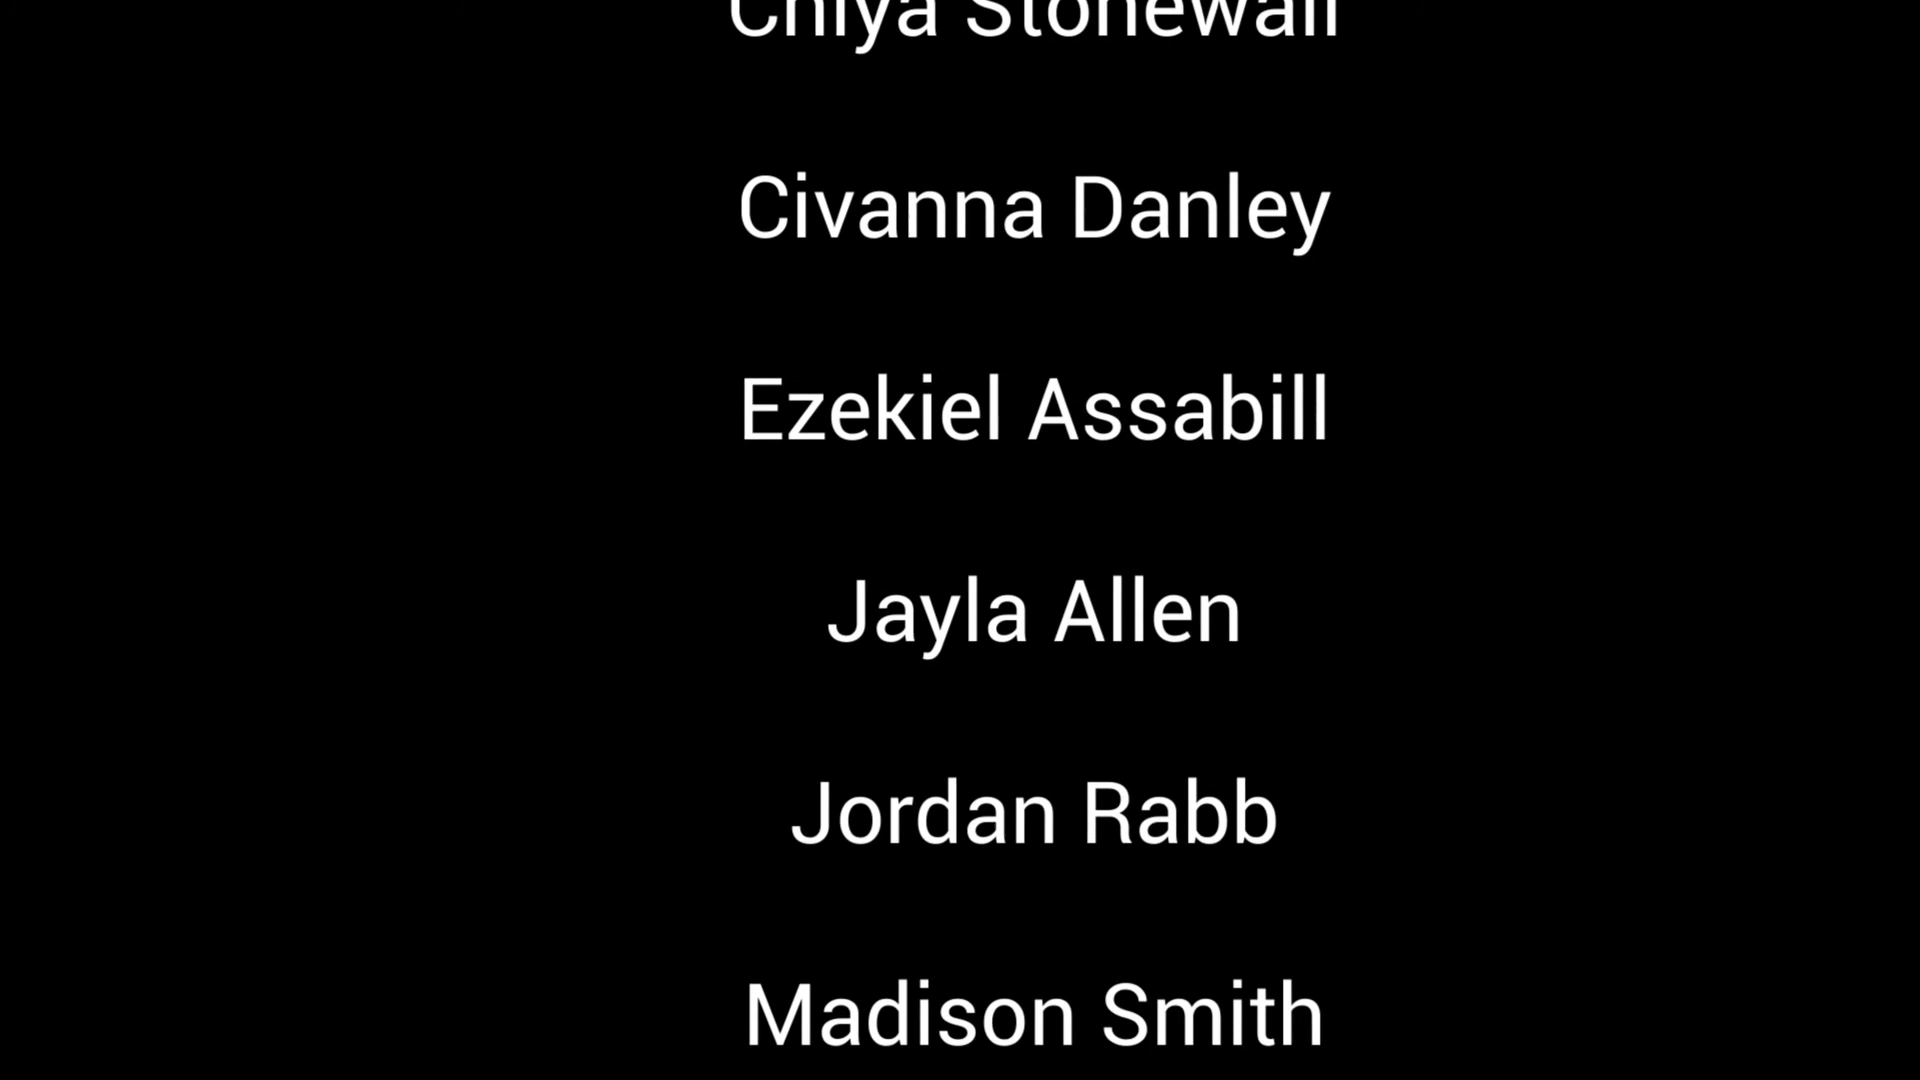 Chiya Stonewall
Civanna Danley
Ezekiel Assabill
Jayla Allen
Jordan Rabb
Madison Smith